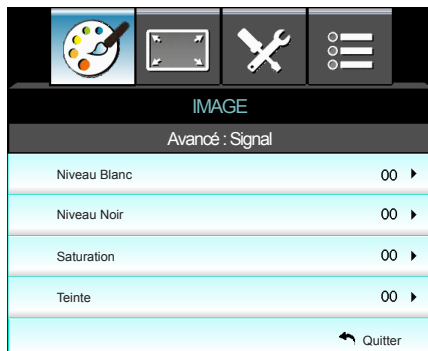 IMAGE
Avancé : Signal
Niveau Blanc 00
Niveau Noir 00
Saturation 00
Teinte 00
Quitter